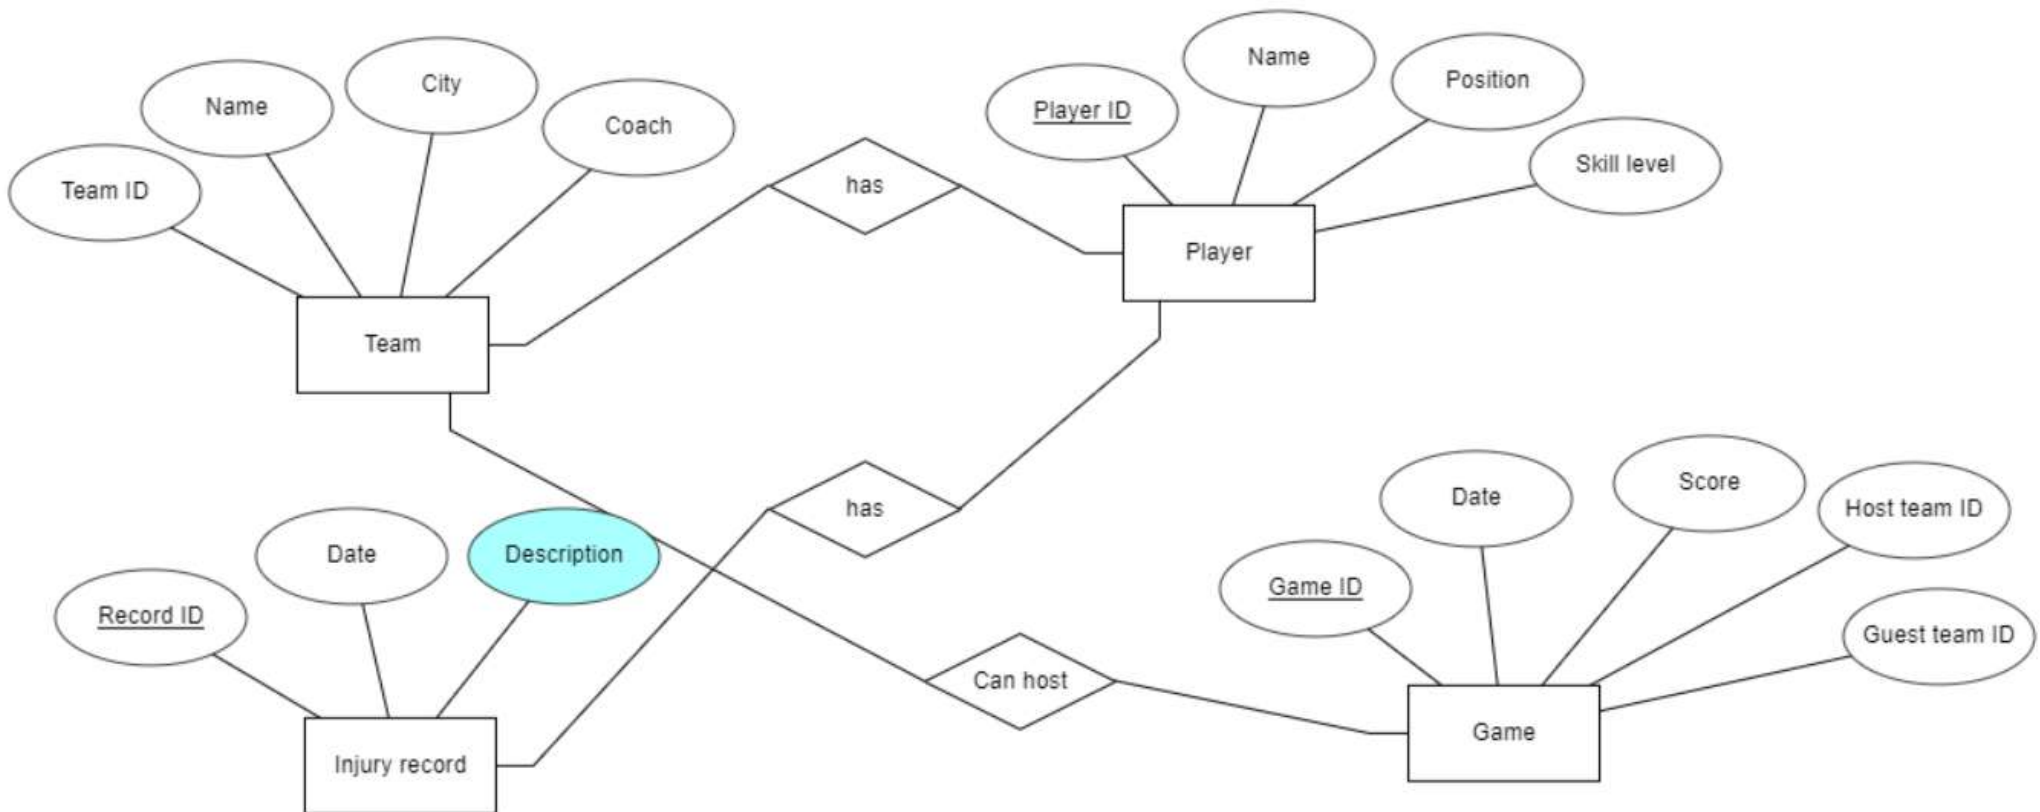 Team ID
Name
City
Coach
Team
has
Player ID
Name
Position
Skill level
Player
has
Record ID
Date
Description
Injury record
Can host
Game ID
Date
Score
Host team ID
Guest team ID
Game